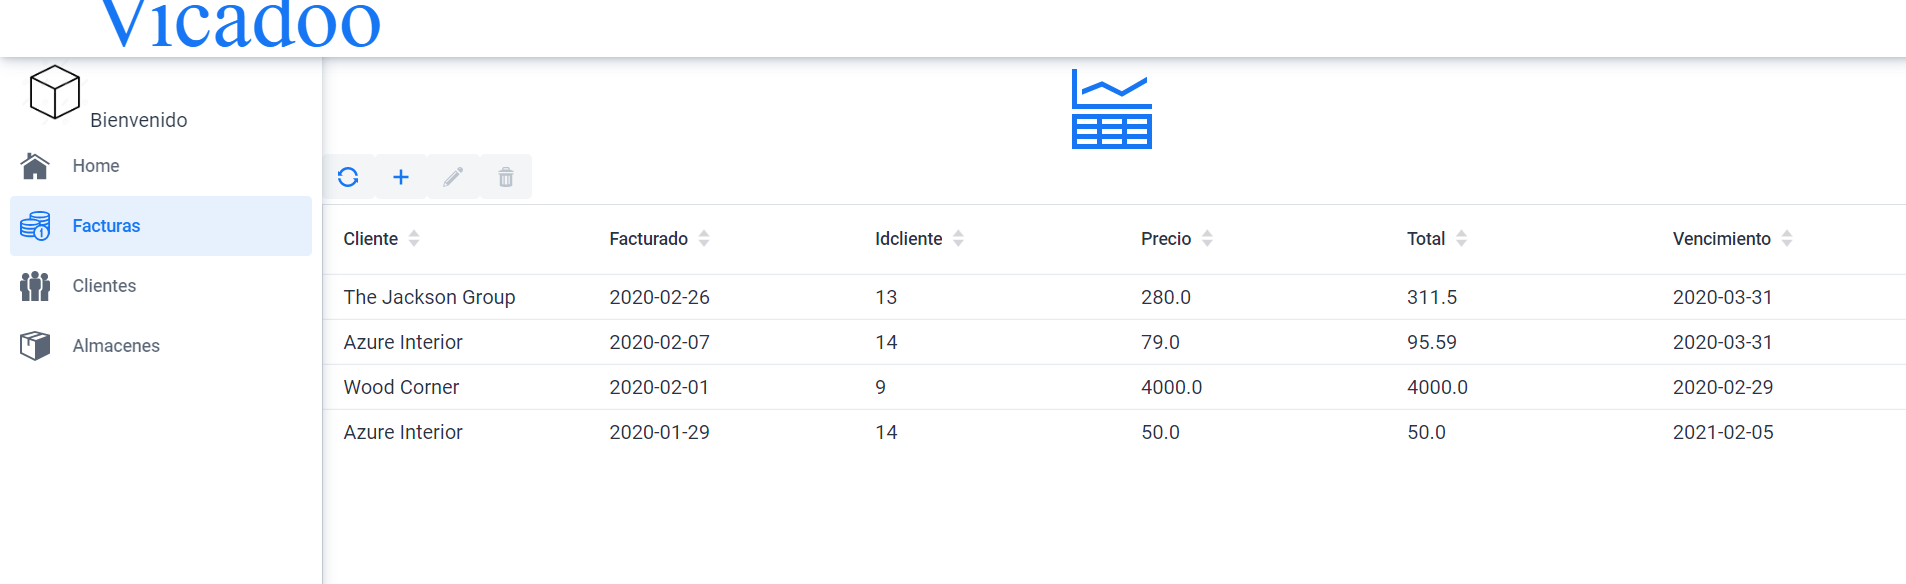 Vicadoo
Bienvenido
Home
Facturas
Clientes
Almacenes
Cliente Facturado Idcliente Precio Total Vencimiento
The Jackson Group 2020-02-26 13 280.0 311.5 2020-03-31
Azure Interior 2020-02-07 14 79.0 95.59 2020-03-31
Wood Corner 2020-02-01 9 4000.0 4000.0 2020-02-29
Azure Interior 2020-01-29 14 50.0 50.0 2021-02-05